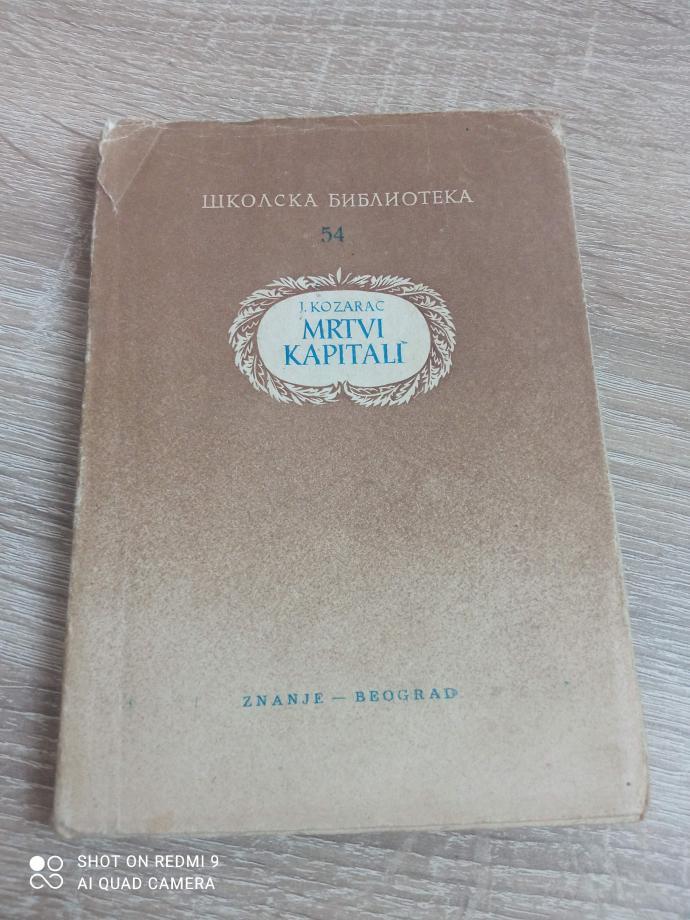 ШКОЛСКА БИБЛИОТЕКА
54
J. KOZARAC
MRTVI
KAPITALI
ZNANJE — BEOGRAD
SHOT ON REDMI 9
AI QUAD CAMERA